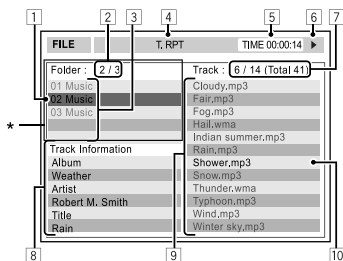 1 2 3 4 5 6 7
FILE T. RPT TIME 00:00:14
Folder : 2 / 3 Track : 6 / 14 (Total 41)
01 Music
02 Music
03 Music
*
Cloudy,mp3
Fair,mp3
Fog.mp3
Hail.wma
Indian summer.mp3
Rain,mp3
Shower,mp3
Snow.mp3
Thunder.wma
Typhoon.mp3
Wind,mp3
Winter sky,mp3
Track Information
Album
Weather
Artist
Robert M. Smith
Title
Rain
8 9 10